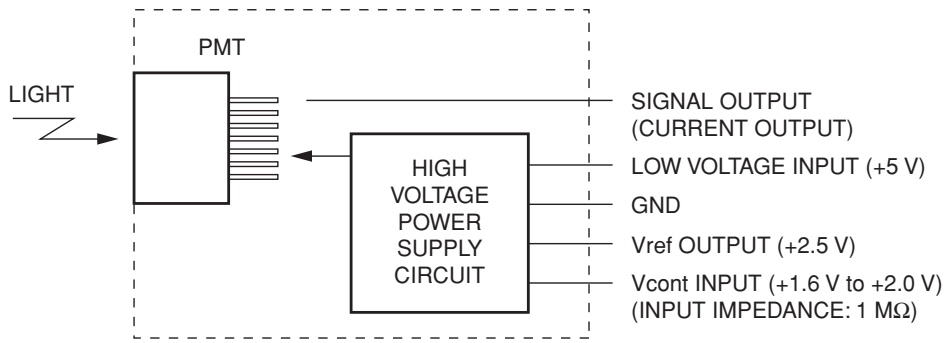 PMT
LIGHT
SIGNAL OUTPUT
(CURRENT OUTPUT)
HIGH
VOLTAGE
POWER
SUPPLY
CIRCUIT
LOW VOLTAGE INPUT (+5 V)
GND
Vref OUTPUT (+2.5 V)
Vcont INPUT (+1.6 V to +2.0 V)
(INPUT IMPEDANCE: 1 MΩ)